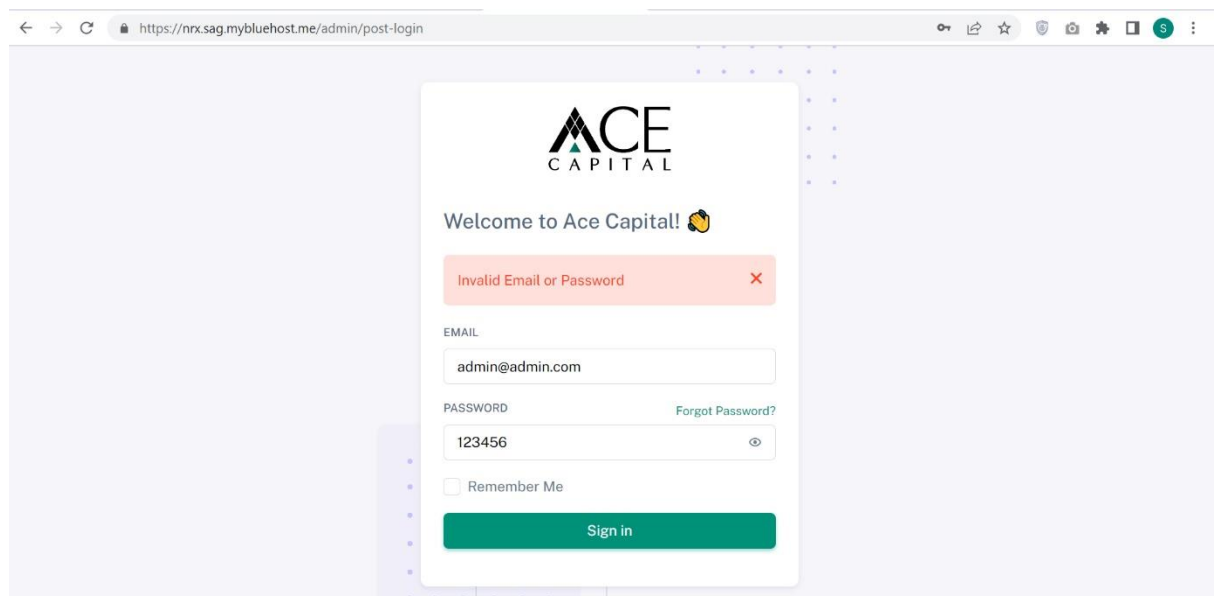 https://nrx.sag.mybluehost.me/admin/post-login
S
ACE
CAPITAL
Welcome to Ace Capital! 👏
Invalid Email or Password
EMAIL
admin@admin.com
PASSWORD Forgot Password?
123456
Remember Me
Sign in